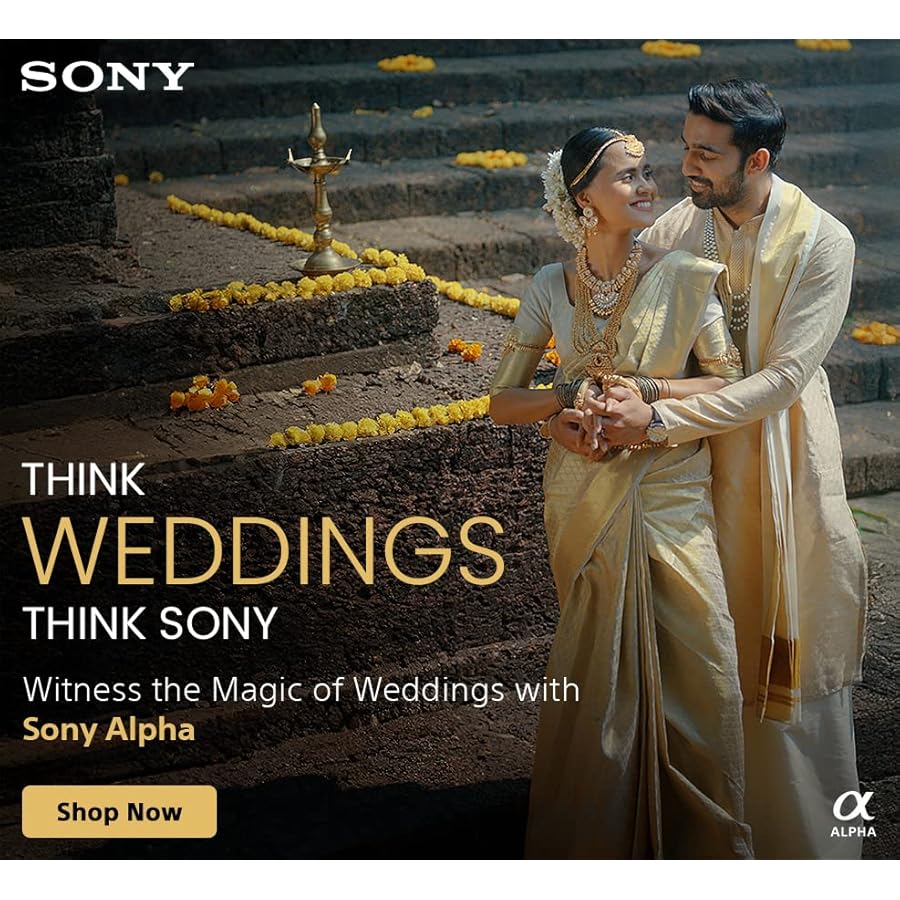 SONY
THINK
WEDDINGS
THINK SONY
Witness the Magic of Weddings with
Sony Alpha
Shop Now
α
ALPHA